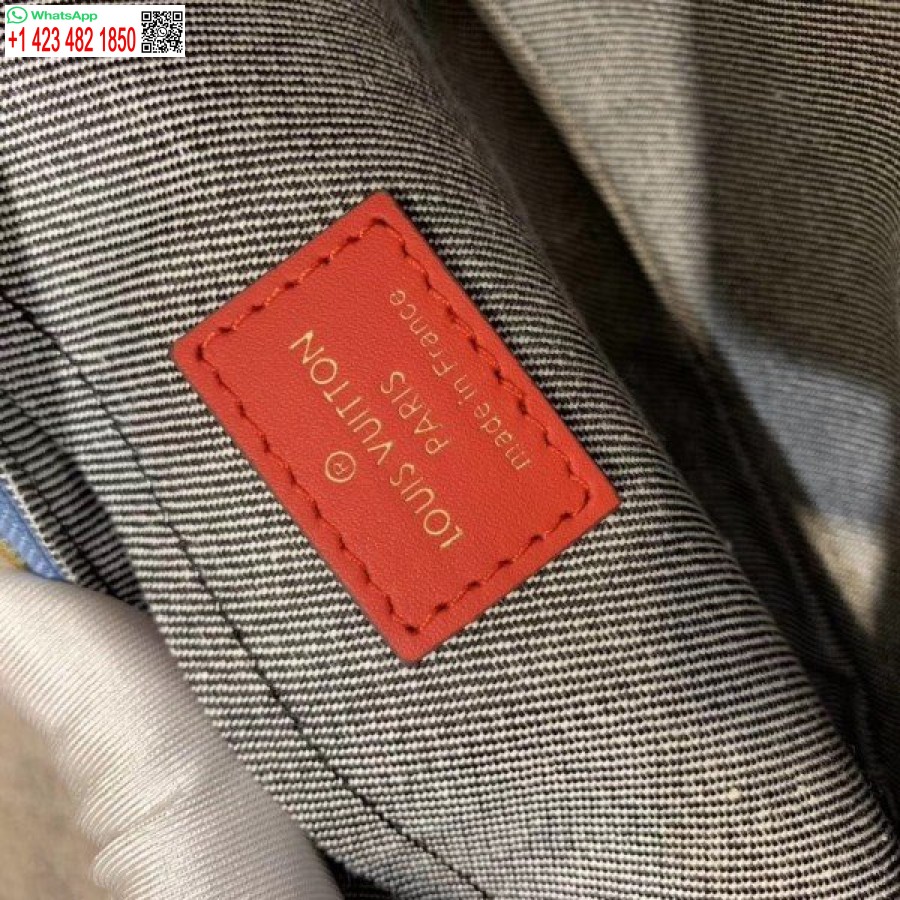 WhatsApp
+1 423 482 1850
®
LOUIS VUITTON
PARIS
made in France